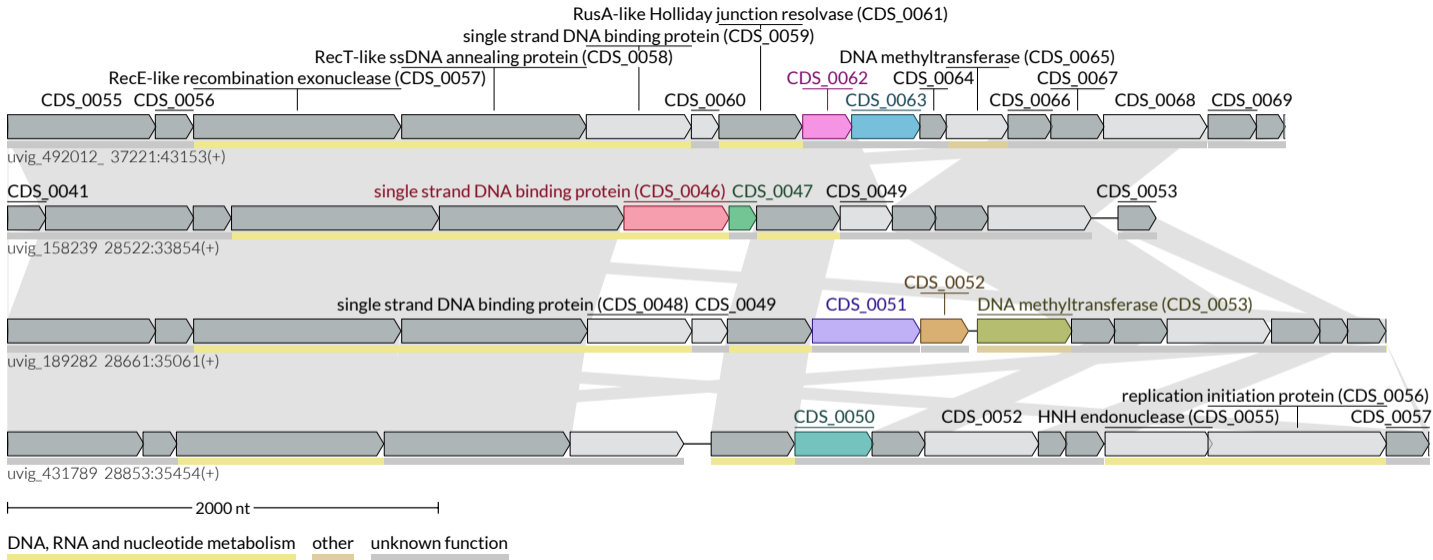 RusA-like Holliday junction resolvase (CDS_0061)
single strand DNA binding protein (CDS_0059)
RecT-like ssDNA annealing protein (CDS_0058) DNA methyltransferase (CDS_0065)
RecE-like recombination exonuclease (CDS_0057) CDS_0062 CDS_0064 CDS_0067
CDS_0055 CDS_0056 CDS_0060 CDS_0063 CDS_0066 CDS_0068 CDS_0069
uvig_492012_ 37221:43153(+)
CDS_0041 single strand DNA binding protein (CDS_0046) CDS_0047 CDS_0049 CDS_0053
uvig_158239 28522:33854(+)
CDS_0052
single strand DNA binding protein (CDS_0048) CDS_0049 CDS_0051 DNA methyltransferase (CDS_0053)
uvig_189282 28661:35061(+)
replication initiation protein (CDS_0056)
CDS_0050 CDS_0052 HNH endonuclease (CDS_0055) CDS_0057
uvig_431789 28853:35454(+)
2000 nt
DNA, RNA and nucleotide metabolism other unknown function